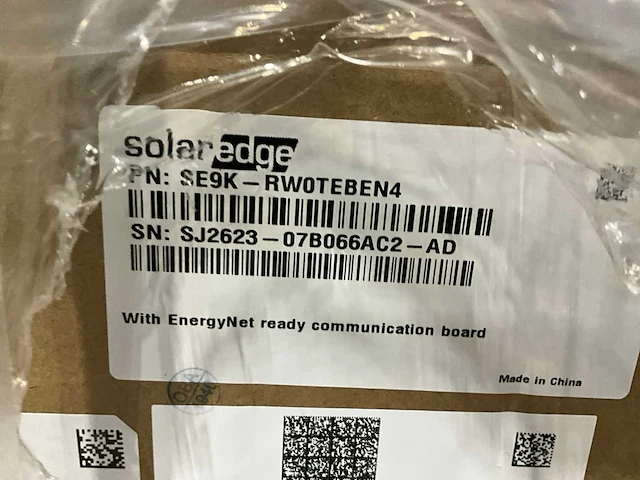 solaredge
PN: SE9K-RW0TEBEN4
SN: SJ2623-07B066AC2-AD
With EnergyNet ready communication board
Made in China